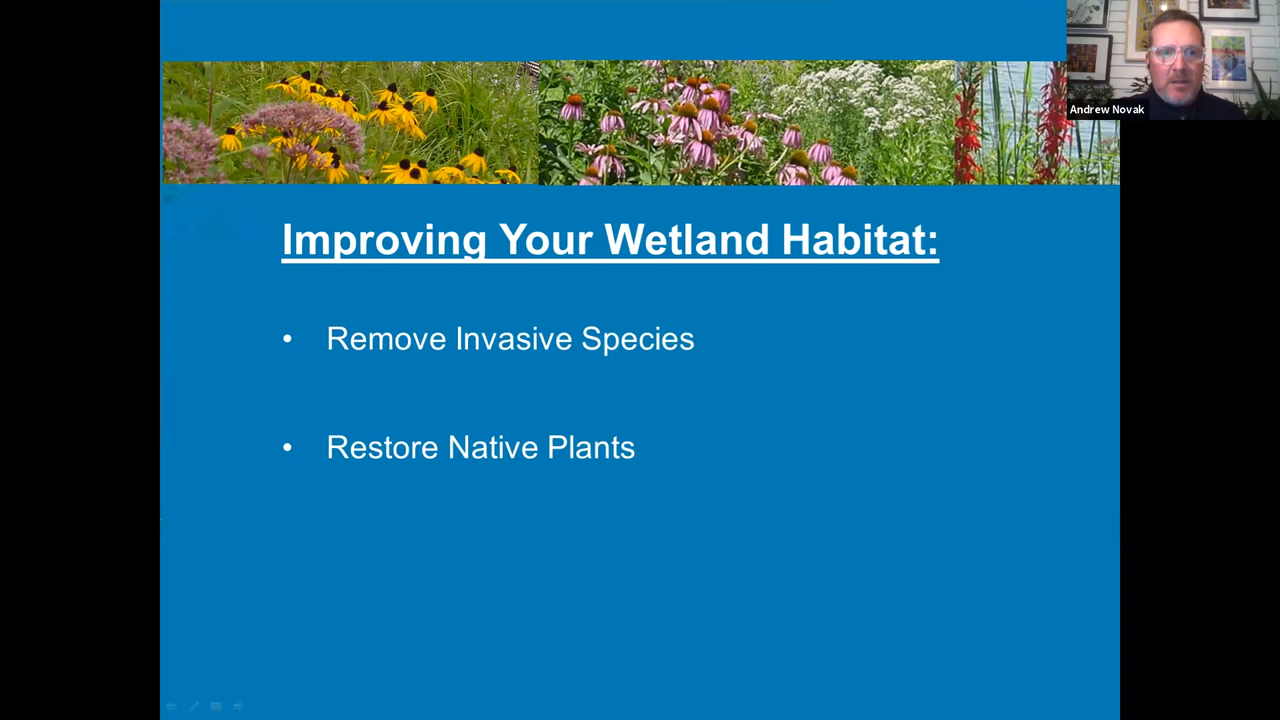 Andrew Novak
Improving Your Wetland Habitat:
• Remove Invasive Species
• Restore Native Plants